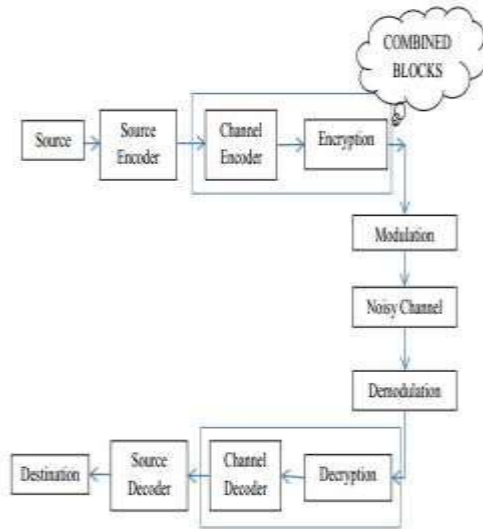 COMBINED
BLOCKS
Source
Source
Encoder
Channel
Encoder
Encryption
Modulation
Noisy Channel
Demodulation
Destination
Source
Decoder
Channel
Decoder
Decryption